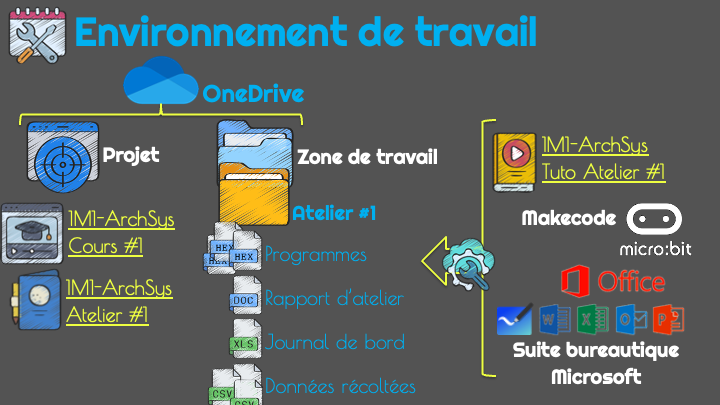 Environnement de travail
OneDrive
Projet
Zone de travail
1M1-ArchSys
Tuto Atelier #1
1M1-ArchSys
Cours #1
Atelier #1
Makecode
micro:bit
HEX
HEX
HEX
Programmes
1M1-ArchSys
Atelier #1
Office
DOC
Rapport d'atelier
W
X
O
P
XLS
Journal de bord
Suite bureautique
Microsoft
CSV
CSV
Données récoltées